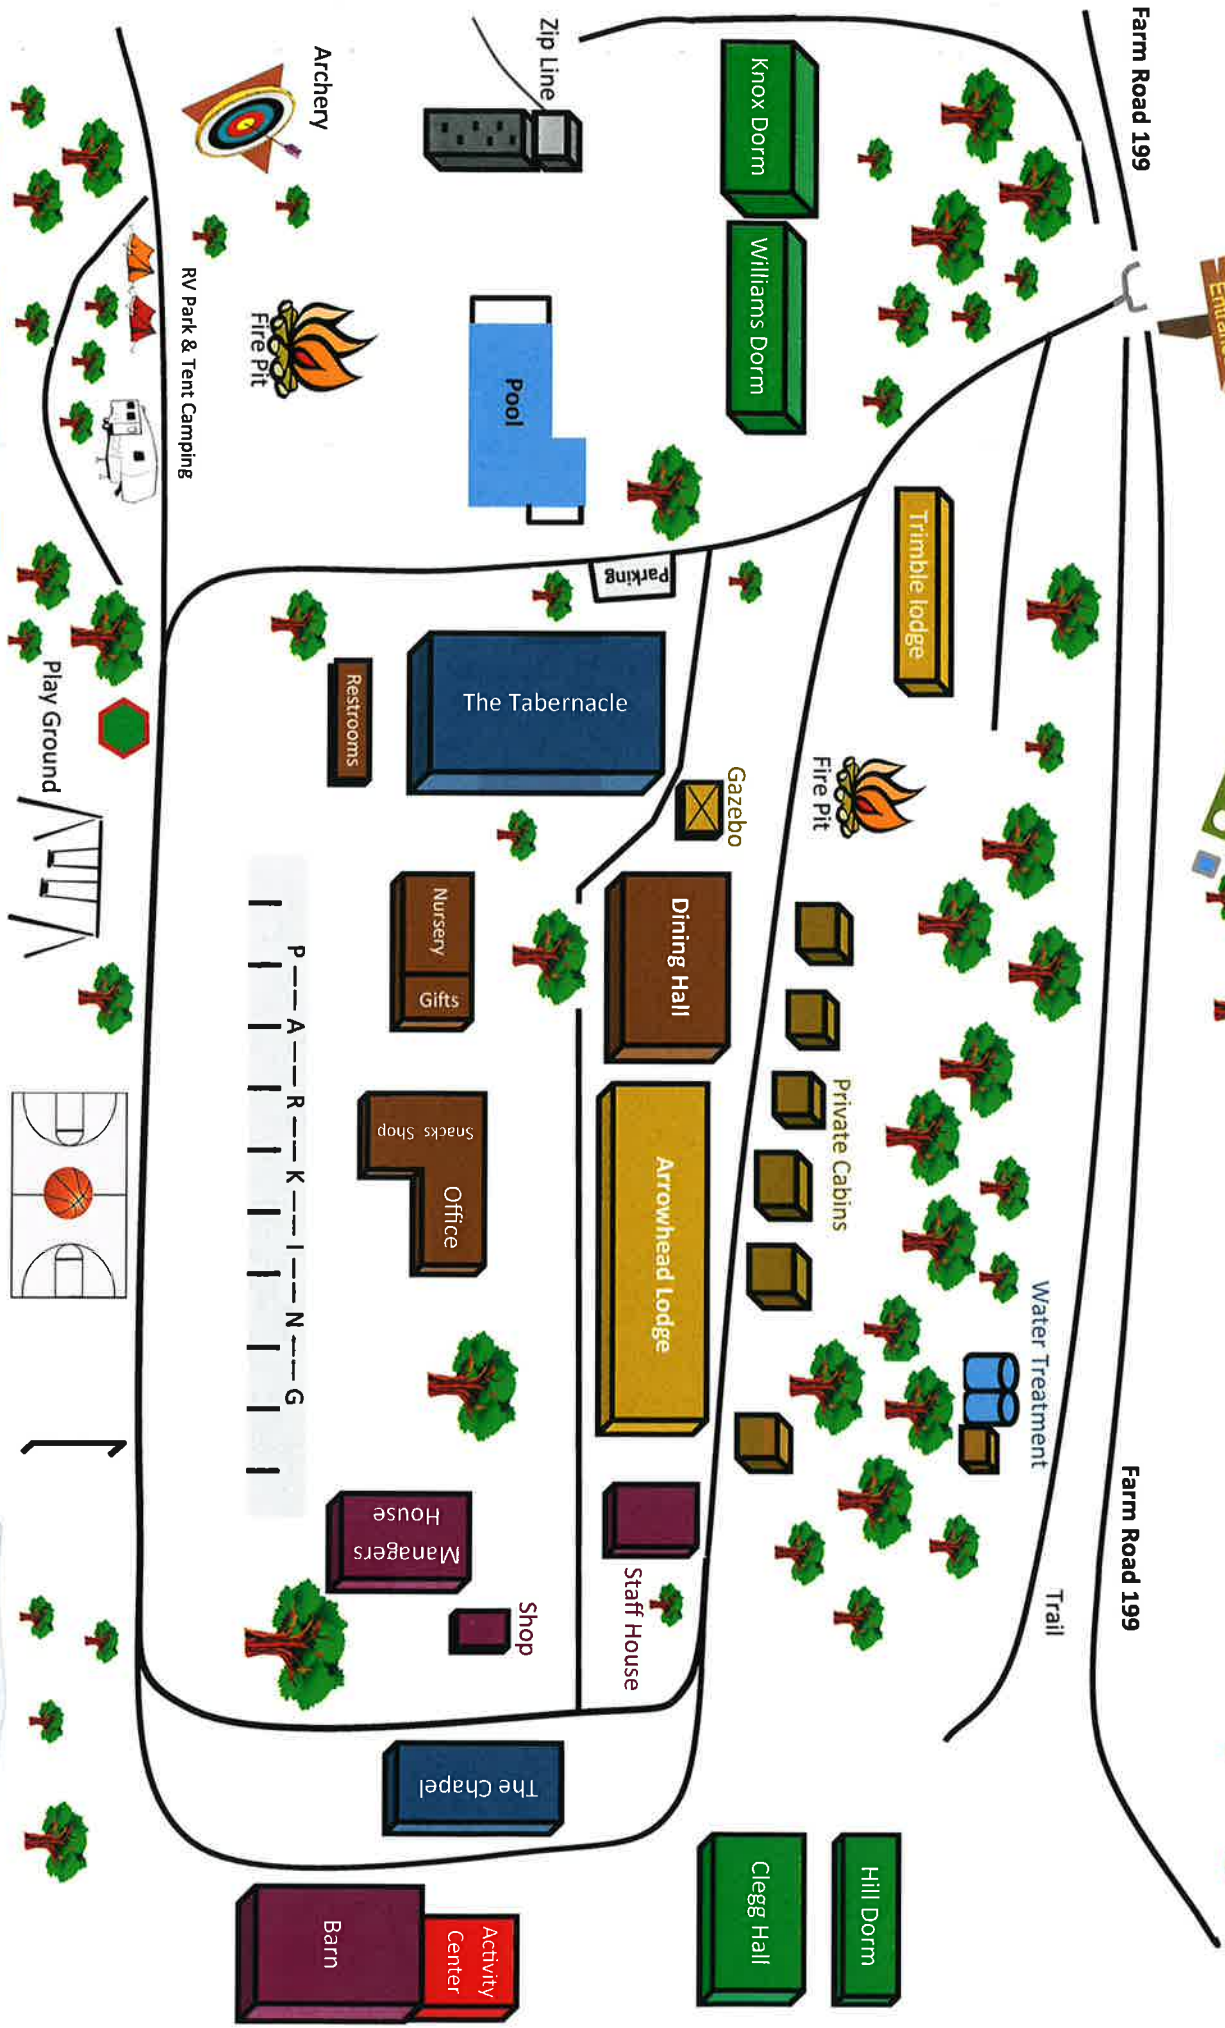 Farm Road 199
Zip Line
Archery
Knox Dorm
Williams Dorm
RV Park & Tent Camping
Fire Pit
Pool
Parking
Trimble lodge
The Tabernacle
Restrooms
Play Ground
Gazebo
Fire Pit
Nursery
Gifts
Dining Hall
P — — A — — R — — K — — I — — N — — G
Snacks Shop
Office
Arrowhead Lodge
Private Cabins
Water Treatment
Farm Road 199
Trail
Managers
House
Shop
Staff House
The Chapel
Clegg Hall
Hill Dorm
Barn
Activity
Center